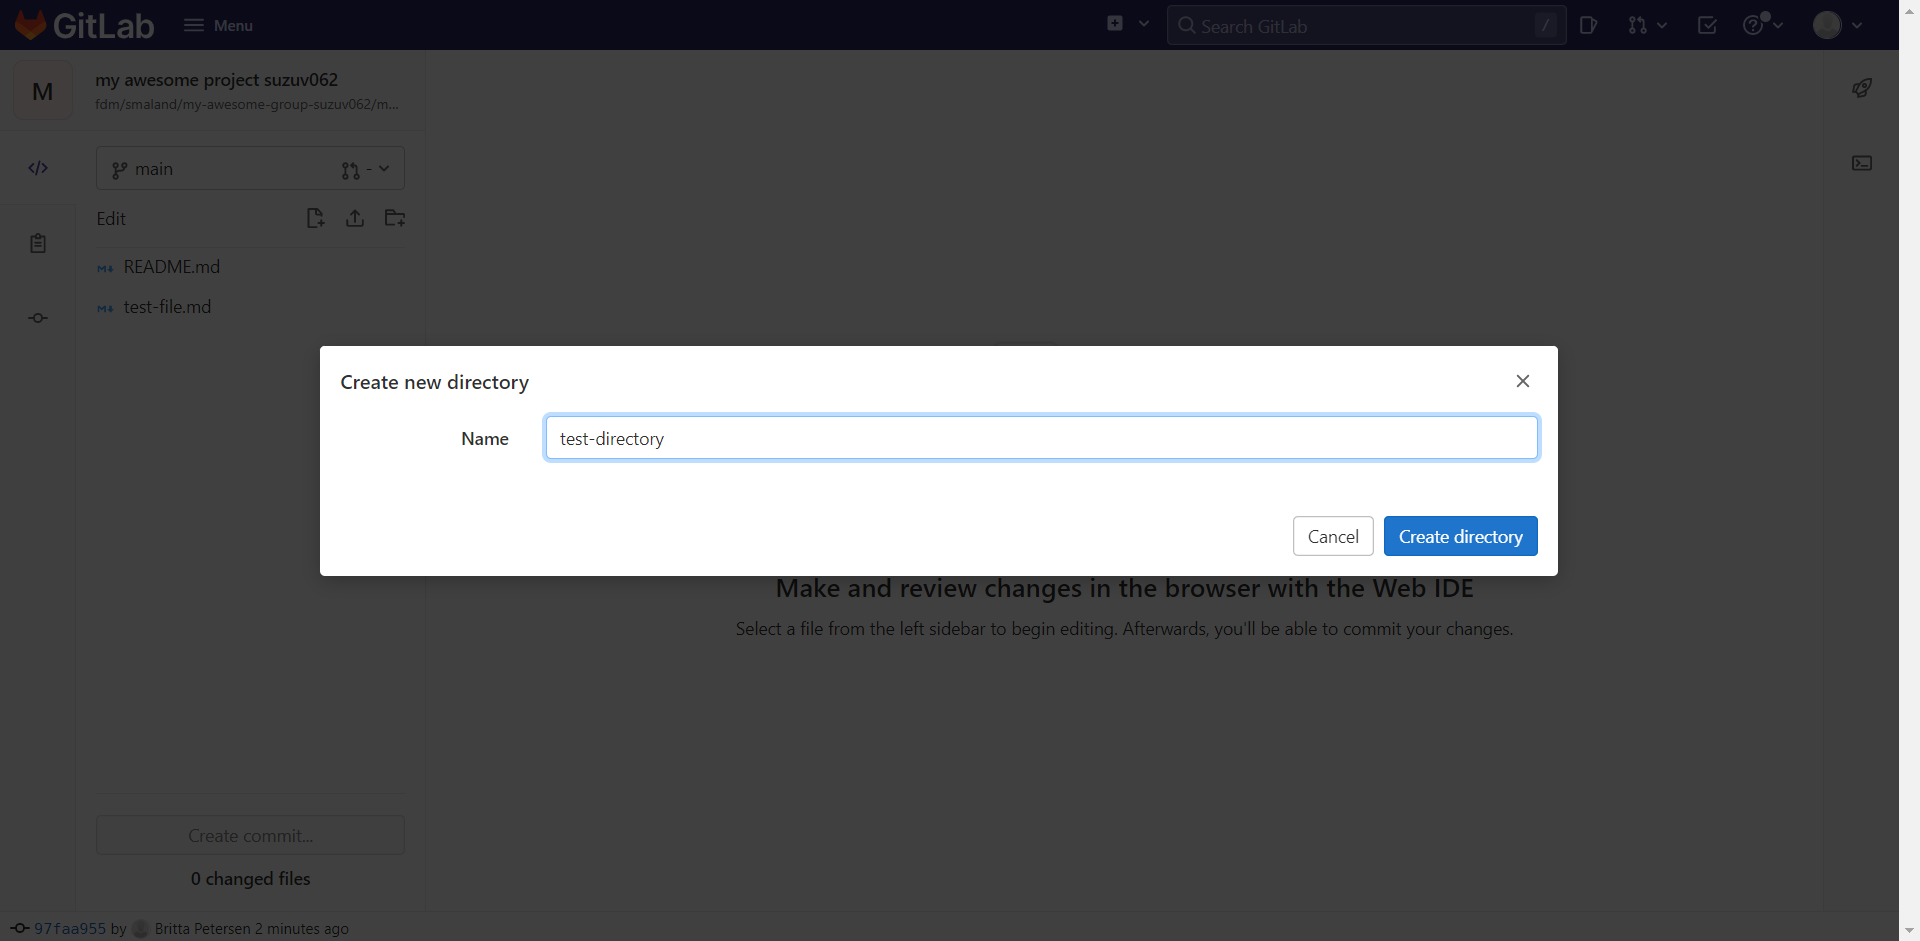 GitLab
Menu
Search GitLab
/
M
my awesome project suzuv062
fdm/smaland/my-awesome-group-suzuv062/m...
main
-
Edit
README.md
test-file.md
Create new directory
Name
test-directory
Cancel
Create directory
Make and review changes in the browser with the Web IDE
Select a file from the left sidebar to begin editing. Afterwards, you'll be able to commit your changes.
Create commit...
0 changed files
97faa955 by Britta Petersen 2 minutes ago